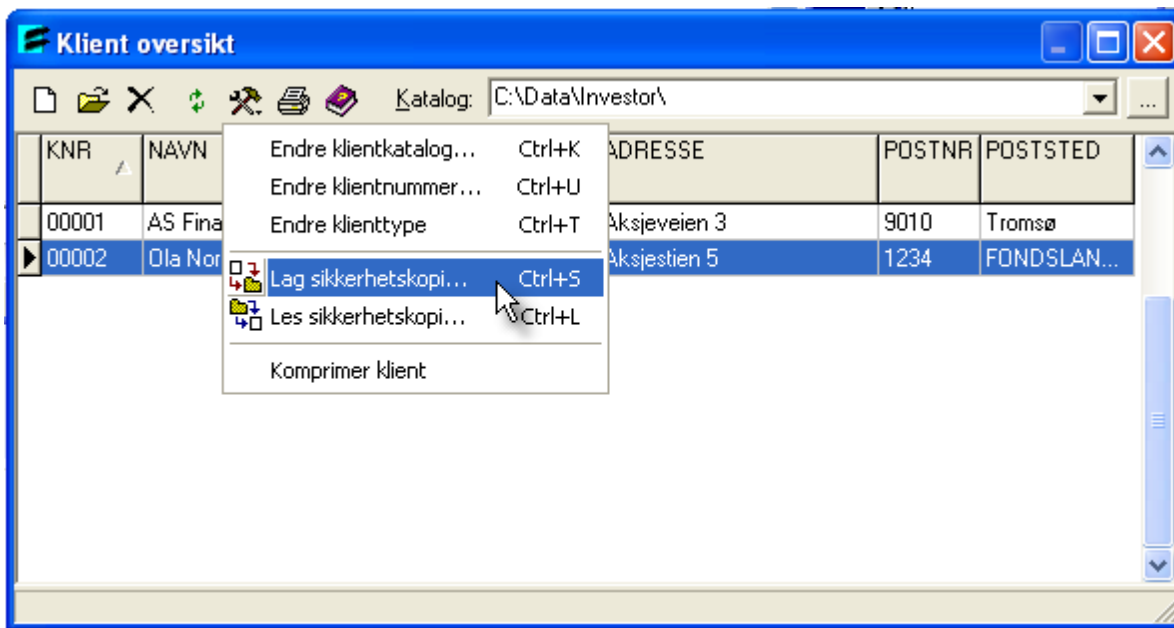 Klient oversikt
Katalog: C:\Data\Investor\ ...
KNR NAVN ADRESSE POSTNR POSTSTED
Endre klientkatalog... Ctrl+K
Endre klientnummer... Ctrl+U
Endre klienttype Ctrl+T
00001 AS Fina Aksjeveien 3 9010 Tromsø
00002 Ola Nor Aksjestien 5 1234 FONDSLAN...
Lag sikkerhetskopi... Ctrl+S
Les sikkerhetskopi... Ctrl+L
Komprimer klient